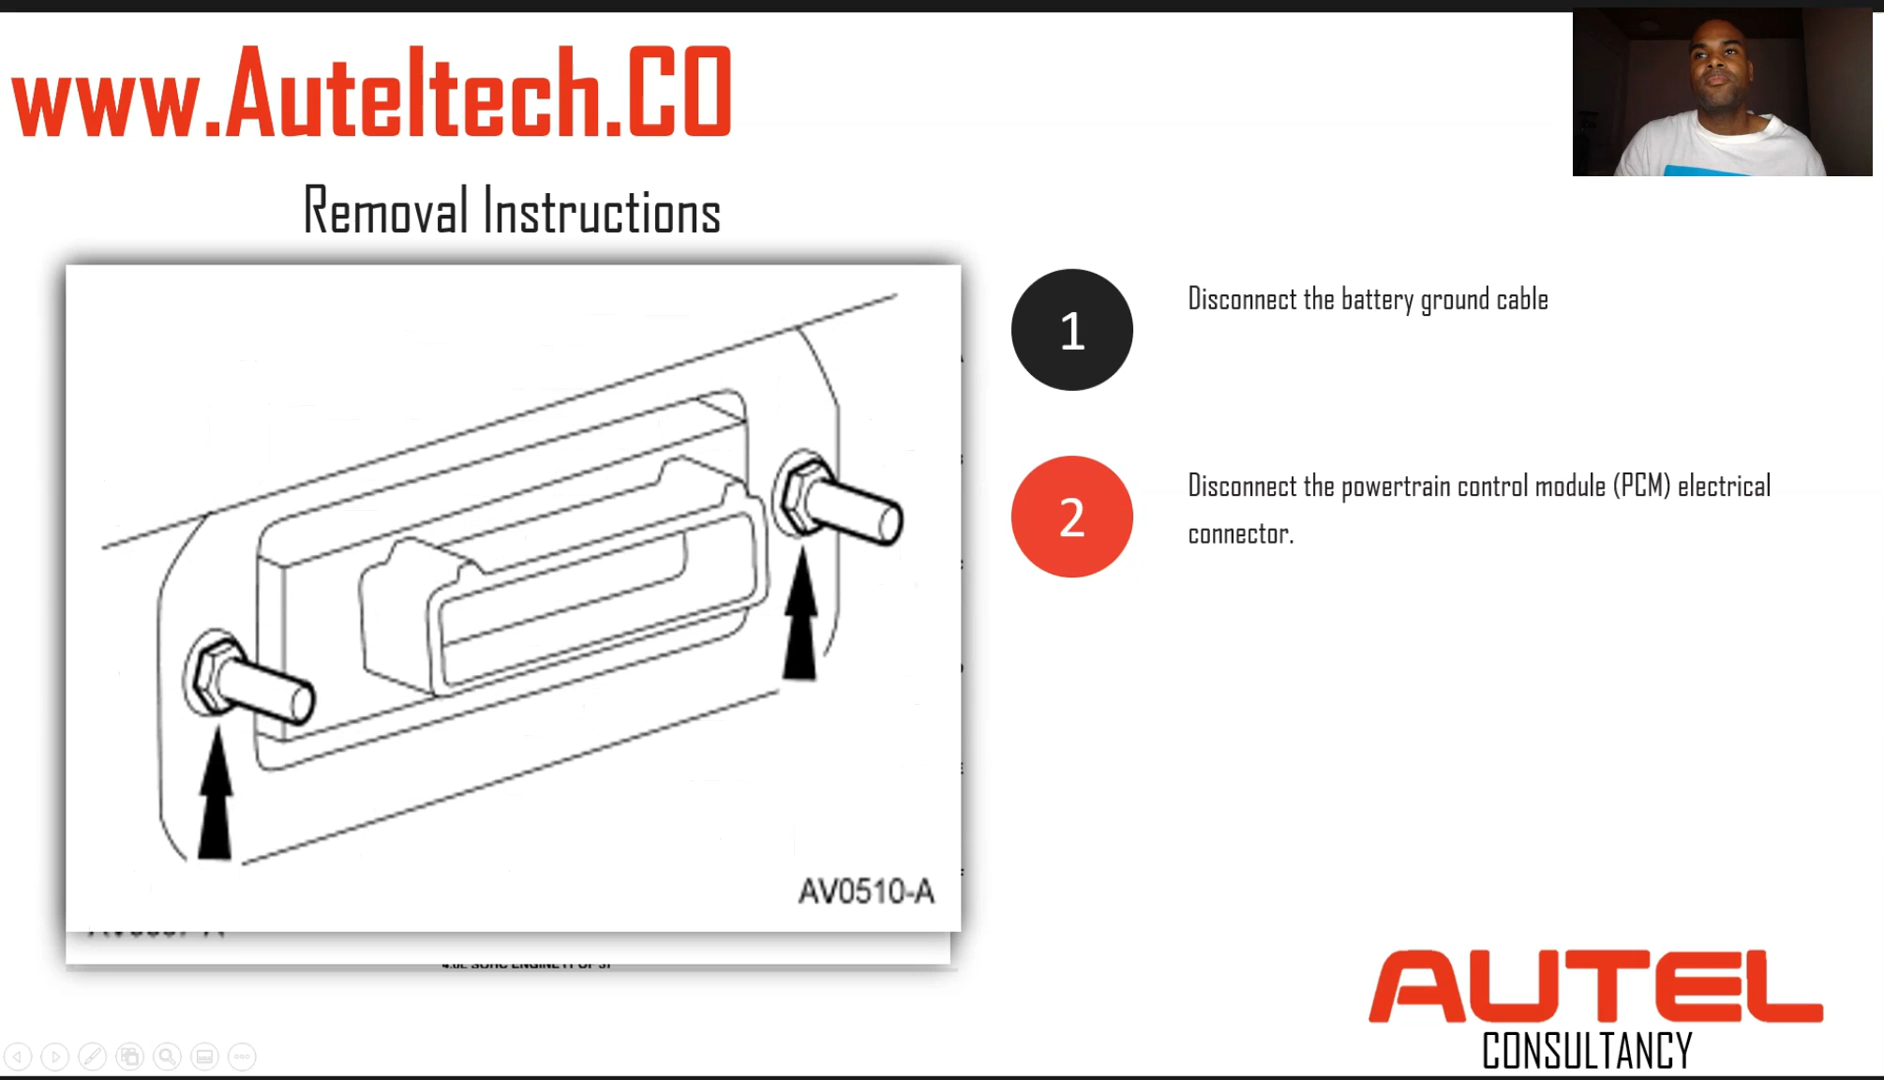 www.Auteltech.CO
Removal Instructions
1
Disconnect the battery ground cable
2
Disconnect the powertrain control module (PCM) electrical
connector.
AV0510-A
AUTEL
CONSULTANCY